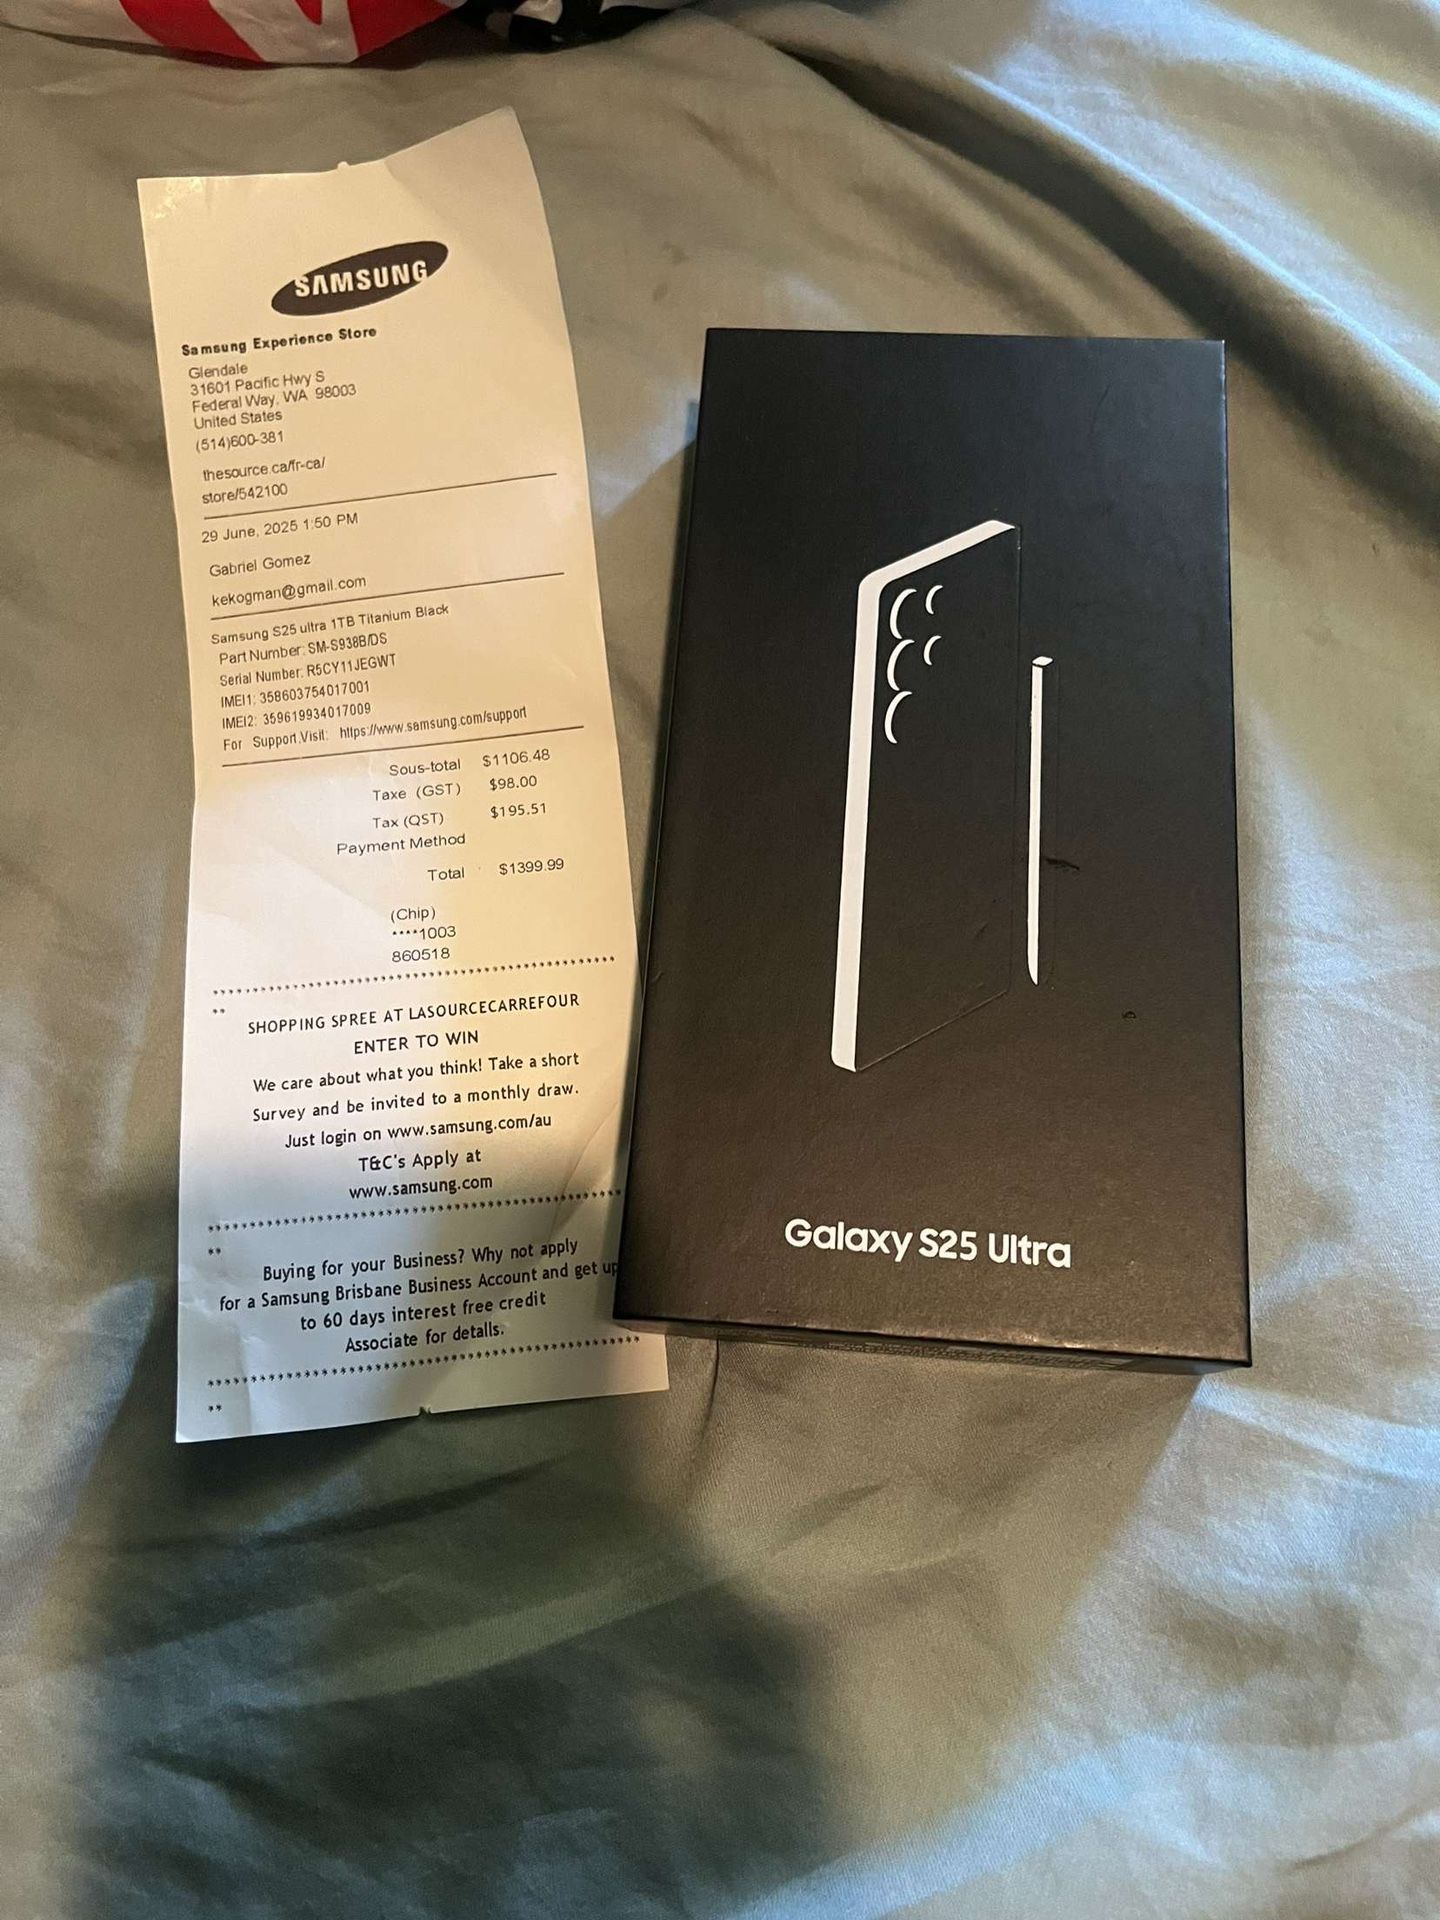 SAMSUNG
Samsung Experience Store
Glendale
31601 Pacific Hwy S
Federal Way, WA 98003
United States
(514)600-381
thesource.ca/fr-ca/
store/542100
29 June, 2025 1:50 PM
Gabriel Gomez
kekogman@gmail.com
Samsung S25 ultra 1TB Titanium Black
Part Number: SM-S938B/DS
Serial Number: R5CY11JEGWT
IMEI1: 358603754017001
IMEI2: 359619934017009
For Support,Visit: https://www.samsung.com/support
Sous-total $1106.48
Taxe (GST) $98.00
Tax (QST) $195.51
Payment Method
Total $1399.99
(Chip)
****1003
860518
SHOPPING SPREE AT LASOURCECARREFOUR
ENTER TO WIN
We care about what you think! Take a short
Survey and be invited to a monthly draw.
Just login on www.samsung.com/au
T&C's Apply at
www.samsung.com
Buying for your Business? Why not apply
for a Samsung Brisbane Business Account and get up
to 60 days interest free credit
Associate for details.
Galaxy S25 Ultra